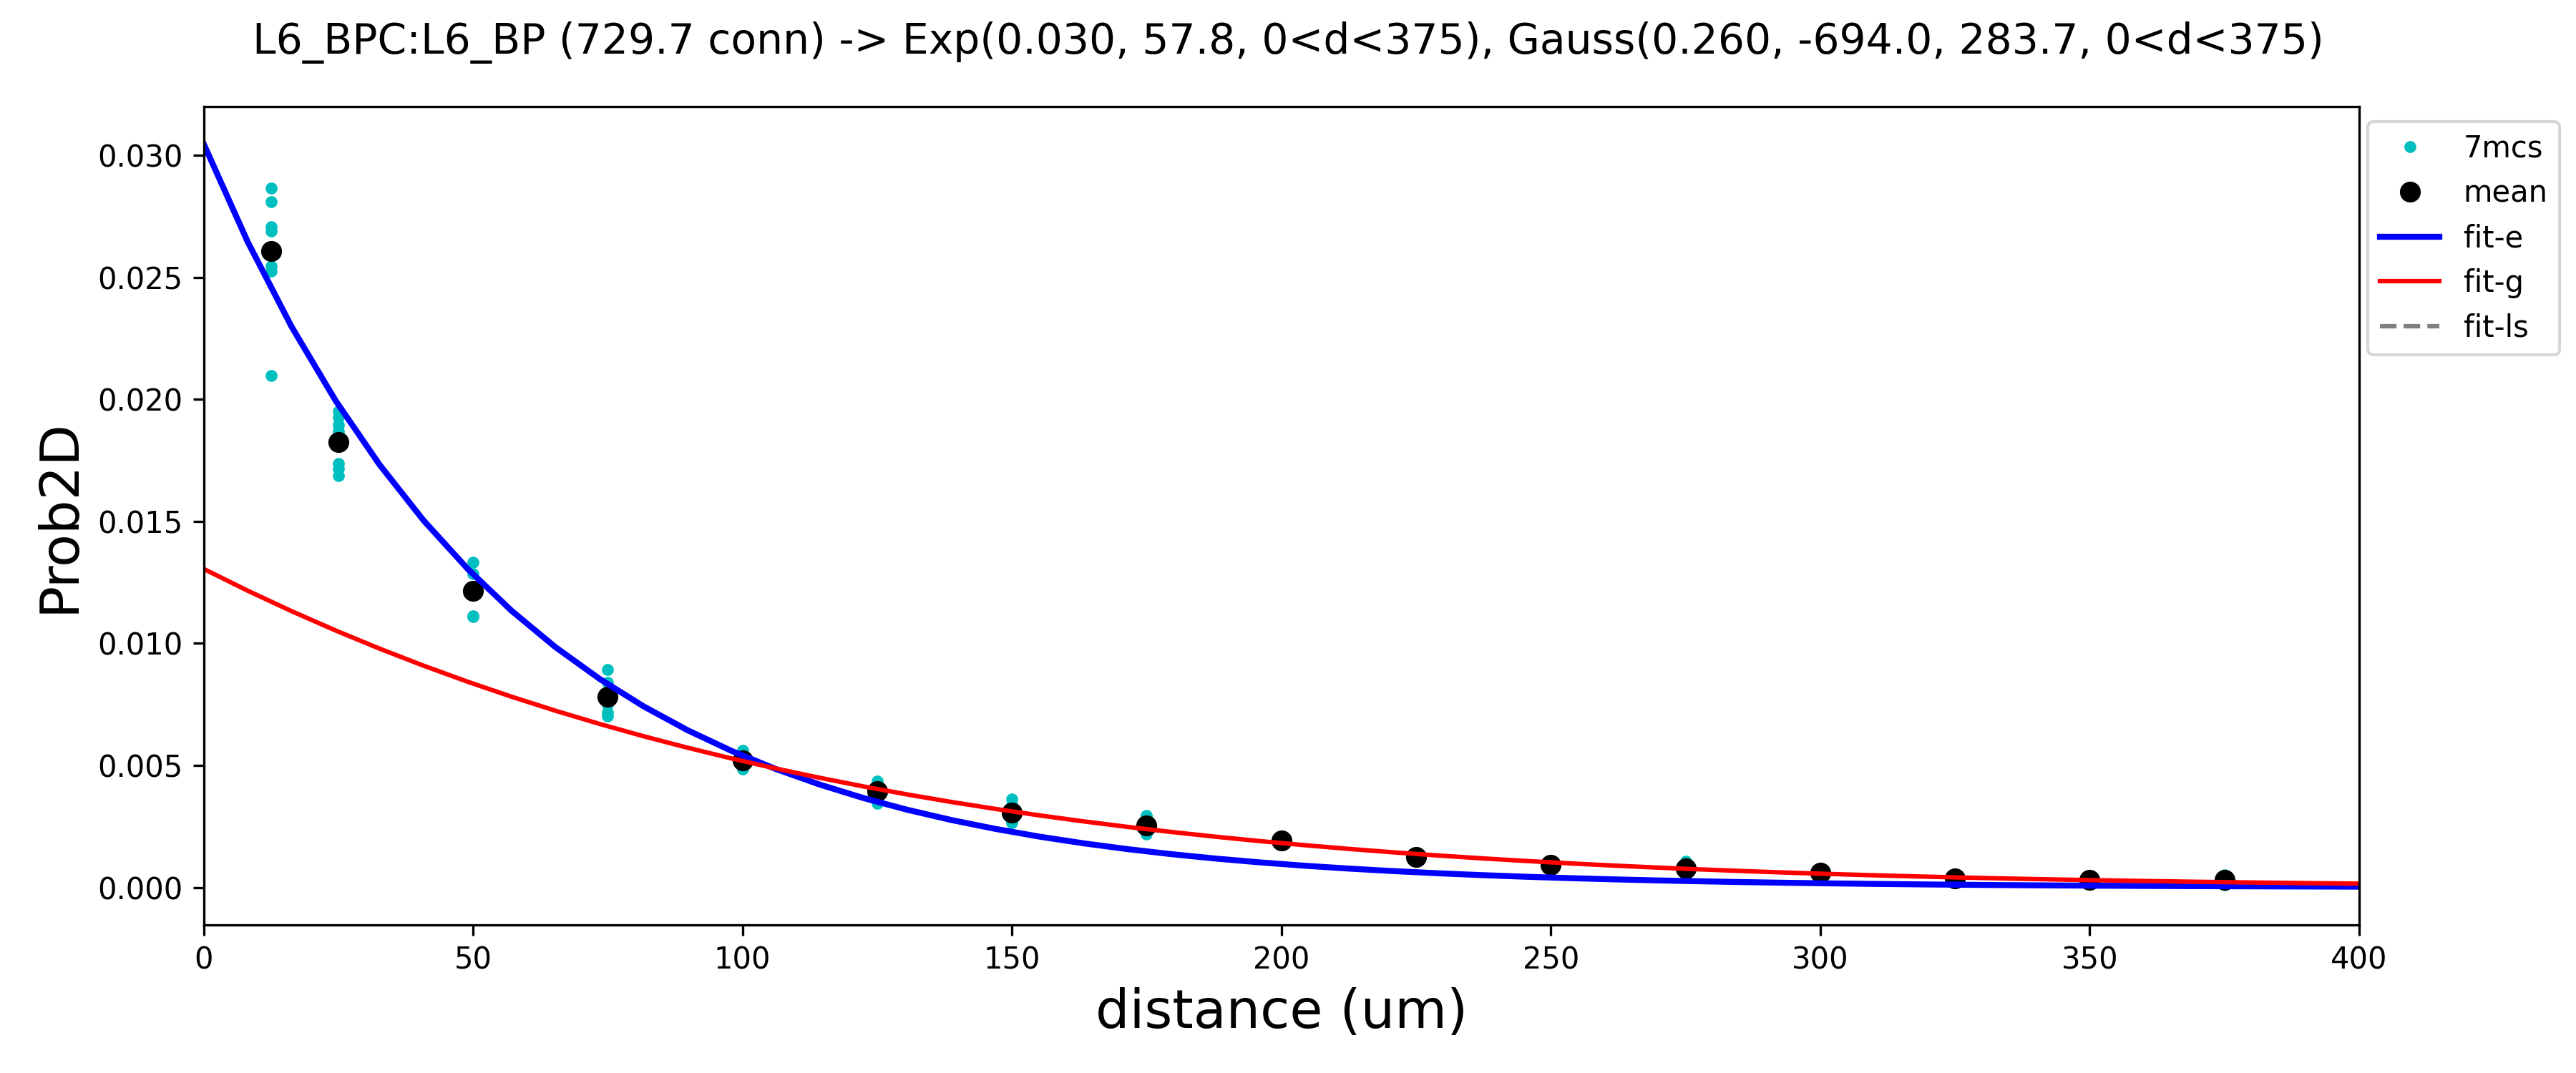 L6_BPC:L6_BP (729.7 conn) -> Exp(0.030, 57.8, 0<d<375), Gauss(0.260, -694.0, 283.7, 0<d<375)
0.030
0.025
0.020
0.015
0.010
0.005
0.000
Prob2D
0 50 100 150 200 250 300 350 400
distance (um)
7mcs
mean
fit-e
fit-g
fit-ls